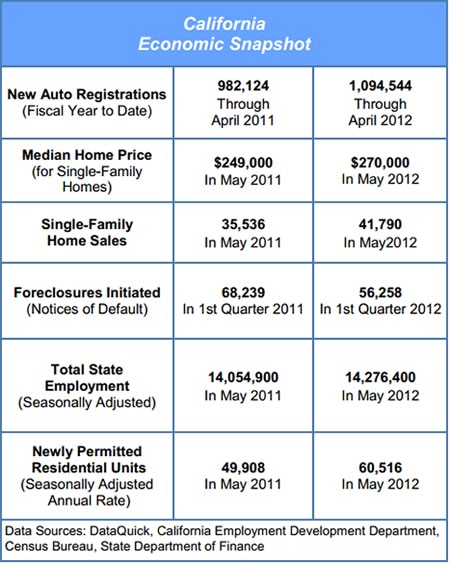 California
Economic Snapshot
New Auto Registrations
(Fiscal Year to Date)
982,124
Through
April 2011
1,094,544
Through
April 2012
Median Home Price
(for Single-Family
Homes)
$249,000
In May 2011
$270,000
In May 2012
Single-Family
Home Sales
35,536
In May 2011
41,790
In May2012
Foreclosures Initiated
(Notices of Default)
68,239
In 1st Quarter 2011
56,258
In 1st Quarter 2012
Total State
Employment
(Seasonally Adjusted)
14,054,900
In May 2011
14,276,400
In May 2012
Newly Permitted
Residential Units
(Seasonally Adjusted
Annual Rate)
49,908
In May 2011
60,516
In May 2012
Data Sources: DataQuick, California Employment Development Department,
Census Bureau, State Department of Finance